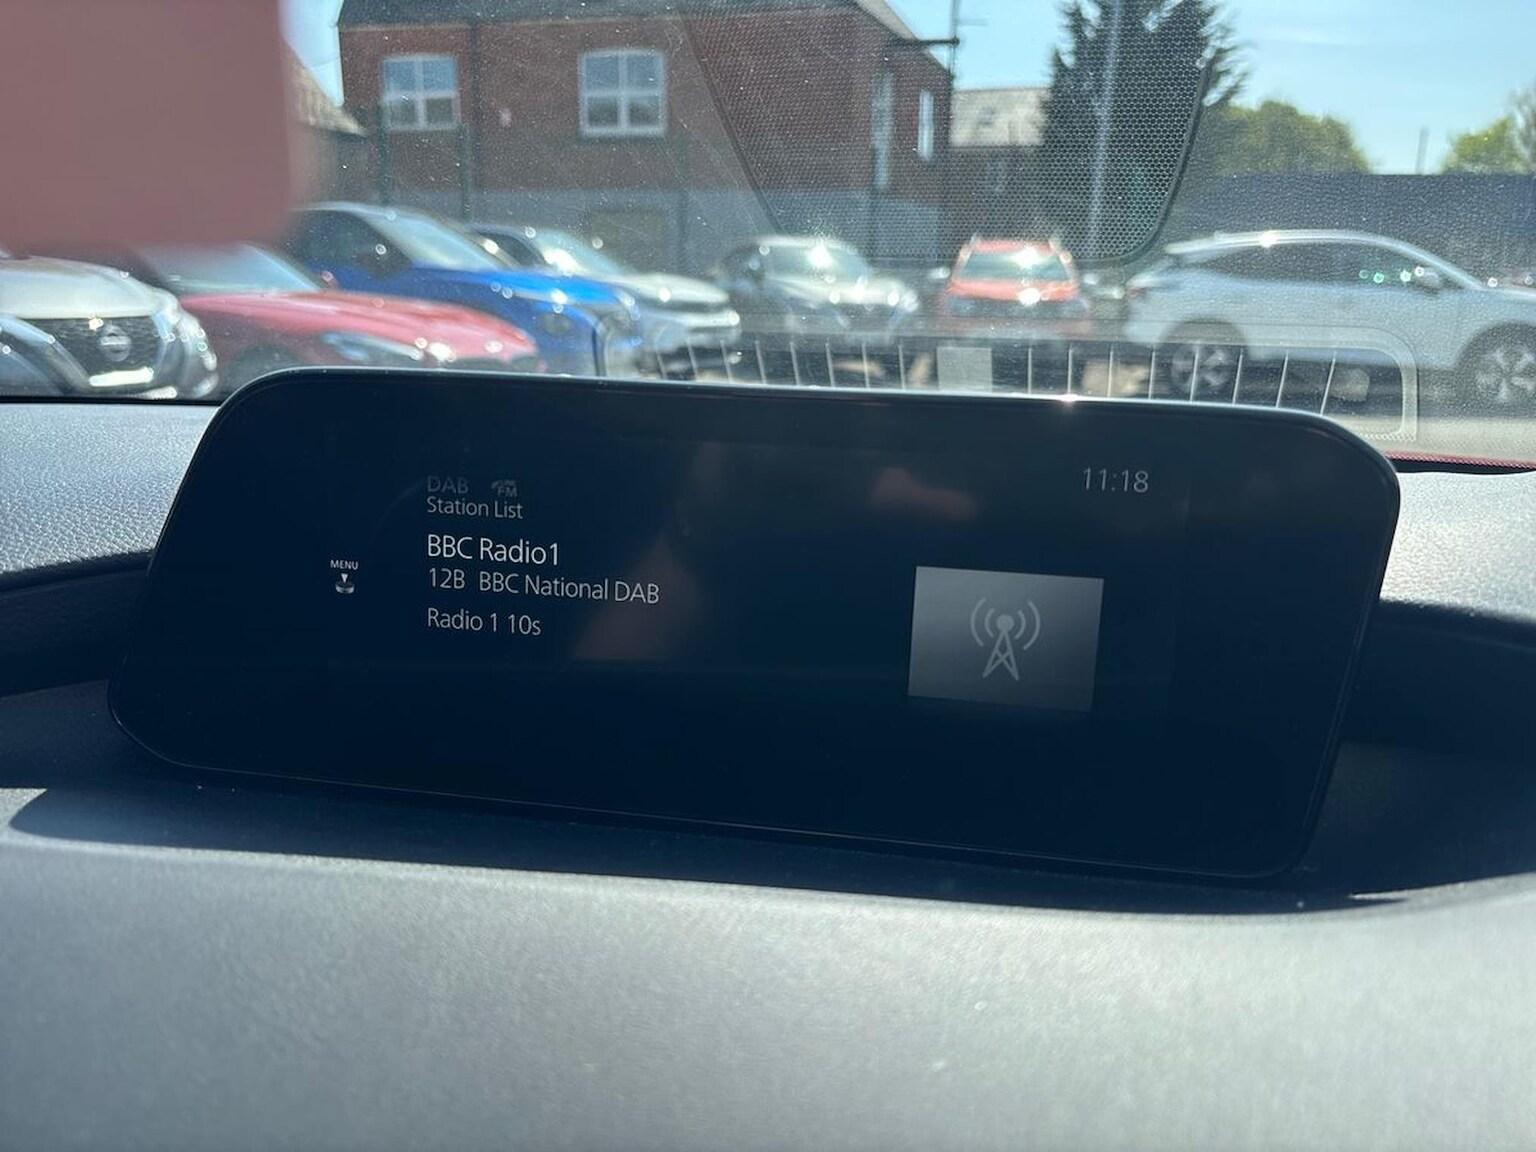 DAB FM
11:18
Station List
BBC Radio1
MENU
12B BBC National DAB
Radio 1 10s